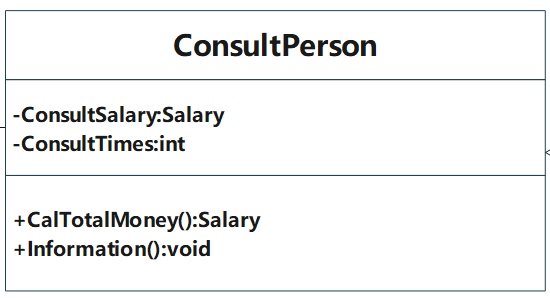 ConsultPerson
-ConsultSalary:Salary
-ConsultTimes:int
+CalTotalMoney():Salary
+Information():void